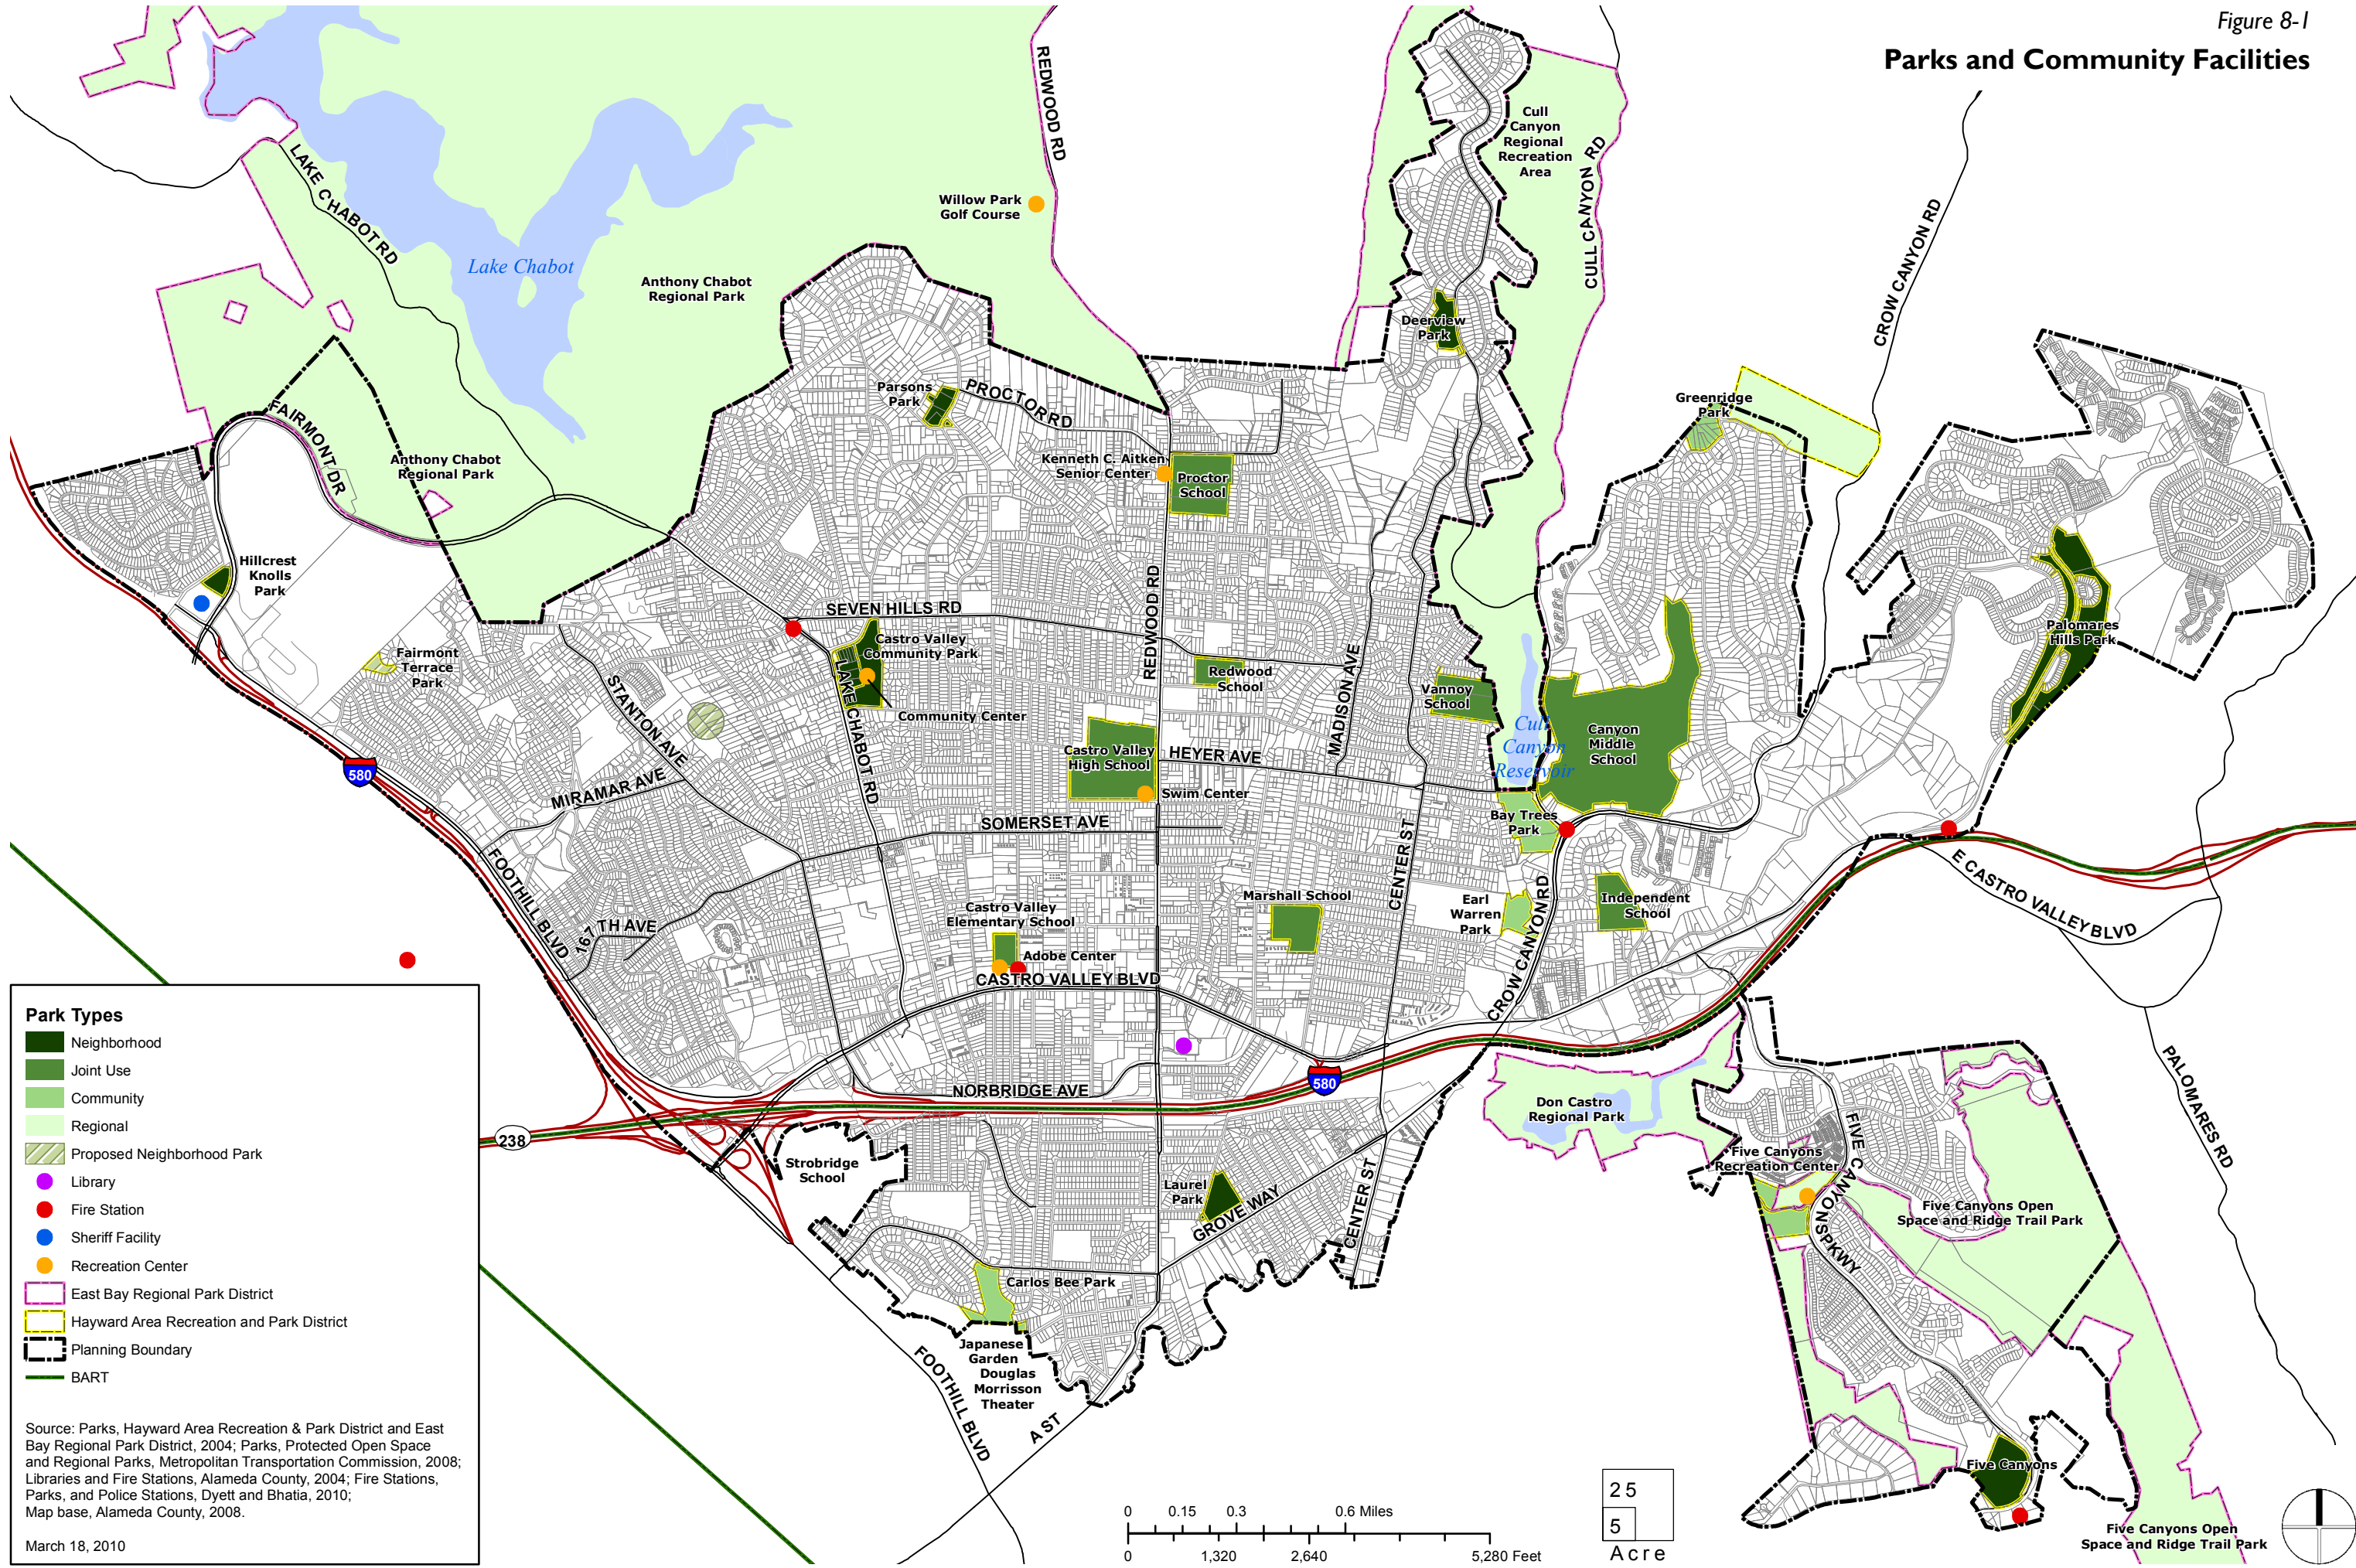 Figure 8-1
Parks and Community Facilities
REDWOOD RD
LAKE CHABOT RD
Lake Chabot
Willow Park
Golf Course
Anthony Chabot
Regional Park
Cull
Canyon
Regional
Recreation
Area
CULL CANYON RD
CROW CANYON RD
Deerview
Park
Parsons
Park
PROCTOR RD
Greenridge
Park
FAIRMONT DR
Anthony Chabot
Regional Park
Kenneth C. Aitken
Senior Center
Proctor
School
Hillcrest
Knolls
Park
SEVEN HILLS RD
REDWOOD RD
Castro Valley
Community Park
Palomares
Hills Park
Fairmont
Terrace
Park
Redwood
School
MADISON AVE
Vannoy
School
STANTON AVE
LAKE CHABOT RD
Community Center
Cull
Canyon
Reservoir
Canyon
Middle
School
Castro Valley
High School
HEYER AVE
580
MIRAMAR AVE
Swim Center
SOMERSET AVE
Bay Trees
Park
FOOTHILL BLVD
CENTER ST
E CASTRO VALLEY BLVD
167 TH AVE
Castro Valley
Elementary School
Marshall School
Earl
Warren
Park
Independent
School
CROW CANYON RD
Adobe Center
CASTRO VALLEY BLVD
580
NORBRIDGE AVE
Don Castro
Regional Park
PALOMARES RD
238
Strobridge
School
FIVE CANYONS PKWY
Five Canyons
Recreation Center
Laurel
Park
GROVE WAY
CENTER ST
Five Canyons Open
Space and Ridge Trail Park
Carlos Bee Park
Japanese
Garden
Douglas
Morrisson
Theater
FOOTHILL BLVD
A ST
Five Canyons
Five Canyons Open
Space and Ridge Trail Park
Park Types
Neighborhood
Joint Use
Community
Regional
Proposed Neighborhood Park
Library
Fire Station
Sheriff Facility
Recreation Center
East Bay Regional Park District
Hayward Area Recreation and Park District
Planning Boundary
BART
Source: Parks, Hayward Area Recreation & Park District and East
Bay Regional Park District, 2004; Parks, Protected Open Space
and Regional Parks, Metropolitan Transportation Commission, 2008;
Libraries and Fire Stations, Alameda County, 2004; Fire Stations,
Parks, and Police Stations, Dyett and Bhatia, 2010;
Map base, Alameda County, 2008.
March 18, 2010
0 0.15 0.3 0.6 Miles
0 1,320 2,640 5,280 Feet
25
5
Acre